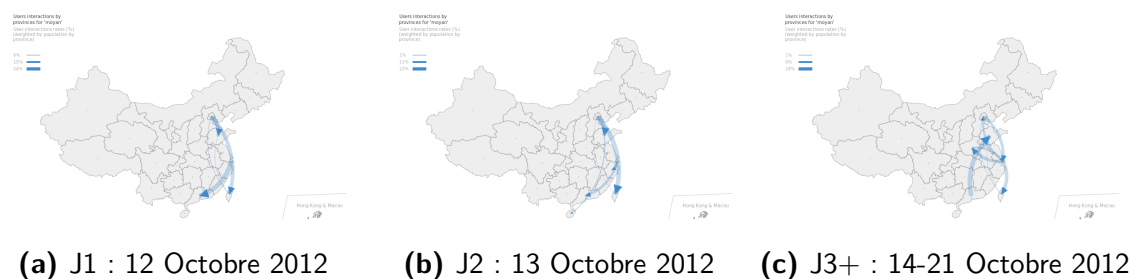 Users interactions by
provinces for 'moyan'
User interactions rates (%)
(weighted by population by
province)
Hong Kong & Macau
Users interactions by
provinces for 'moyan'
User interactions rates (%)
(weighted by population by
province)
Hong Kong & Macau
Users interactions by
provinces for 'moyan'
User interactions rates (%)
(weighted by population by
province)
Hong Kong & Macau
(a) J1 : 12 Octobre 2012
(b) J2 : 13 Octobre 2012
(c) J3+ : 14-21 Octobre 2012